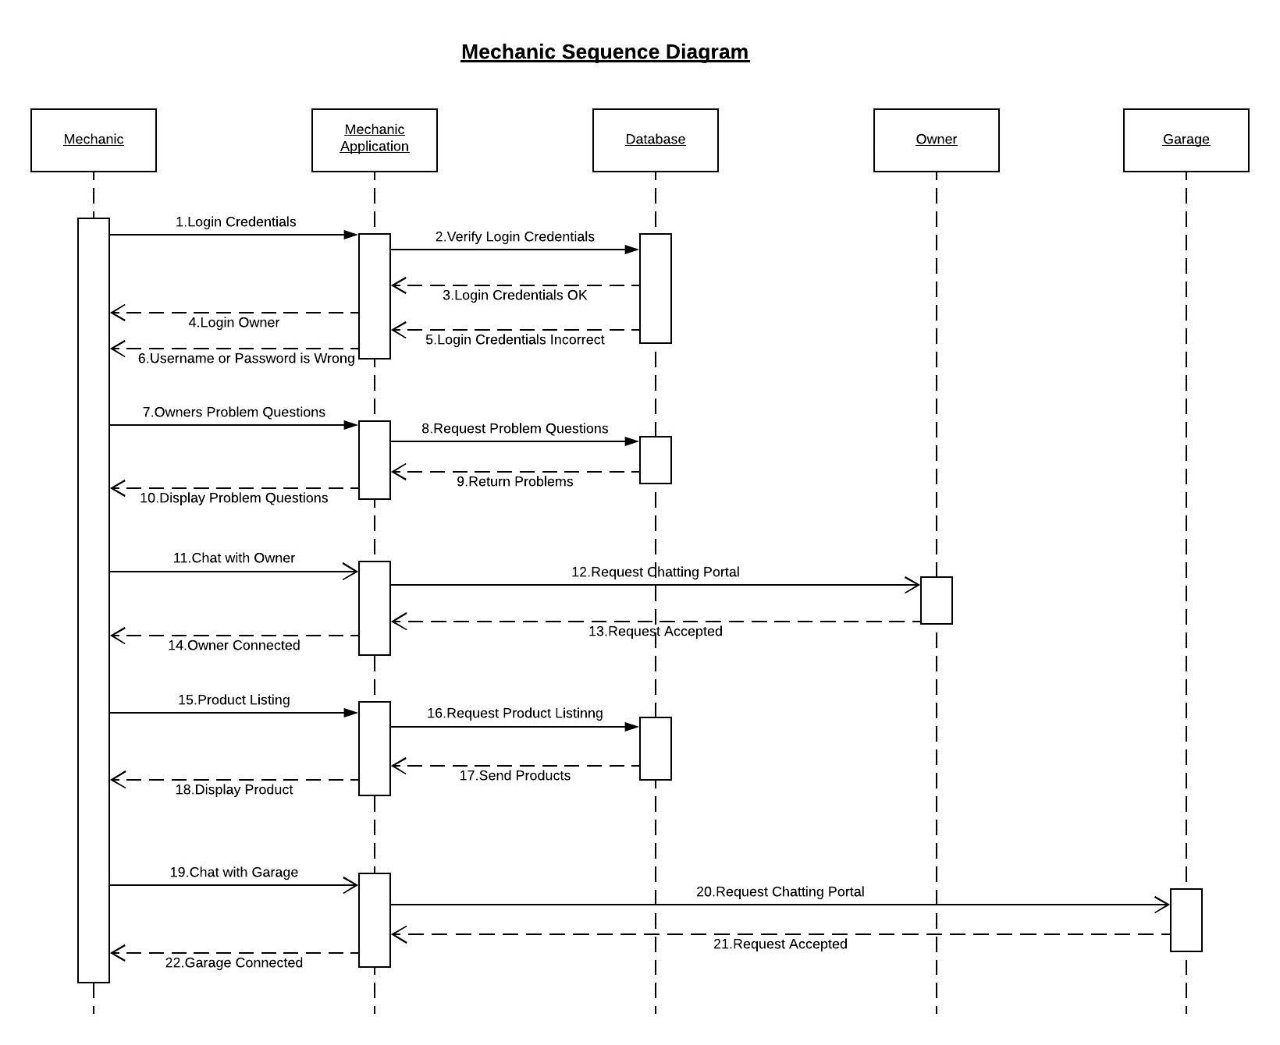 Mechanic Sequence Diagram
Mechanic
Mechanic
Application
Database
Owner
Garage
1.Login Credentials
2.Verify Login Credentials
3.Login Credentials OK
4.Login Owner
5.Login Credentials Incorrect
6.Username or Password is Wrong
7.Owners Problem Questions
8.Request Problem Questions
9.Return Problems
10.Display Problem Questions
11.Chat with Owner
12.Request Chatting Portal
13.Request Accepted
14.Owner Connected
15.Product Listing
16.Request Product Listinng
17.Send Products
18.Display Product
19.Chat with Garage
20.Request Chatting Portal
21.Request Accepted
22.Garage Connected